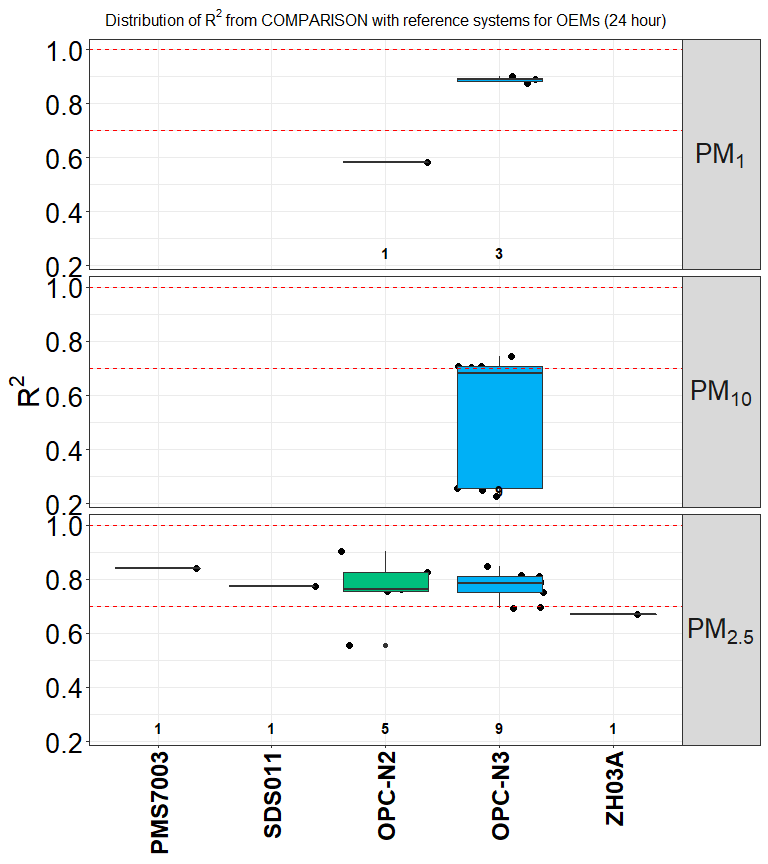 Distribution of R² from COMPARISON with reference systems for OEMs (24 hour)
1.0
0.8
0.6
0.4
0.2
1 3
PM₁
1.0
0.8
0.6
0.4
0.2
9
PM₁₀
R²
1.0
0.8
0.6
0.4
0.2
1 1 5 9 1
PM₂.₅
PMS7003
SDS011
OPC-N2
OPC-N3
ZH03A